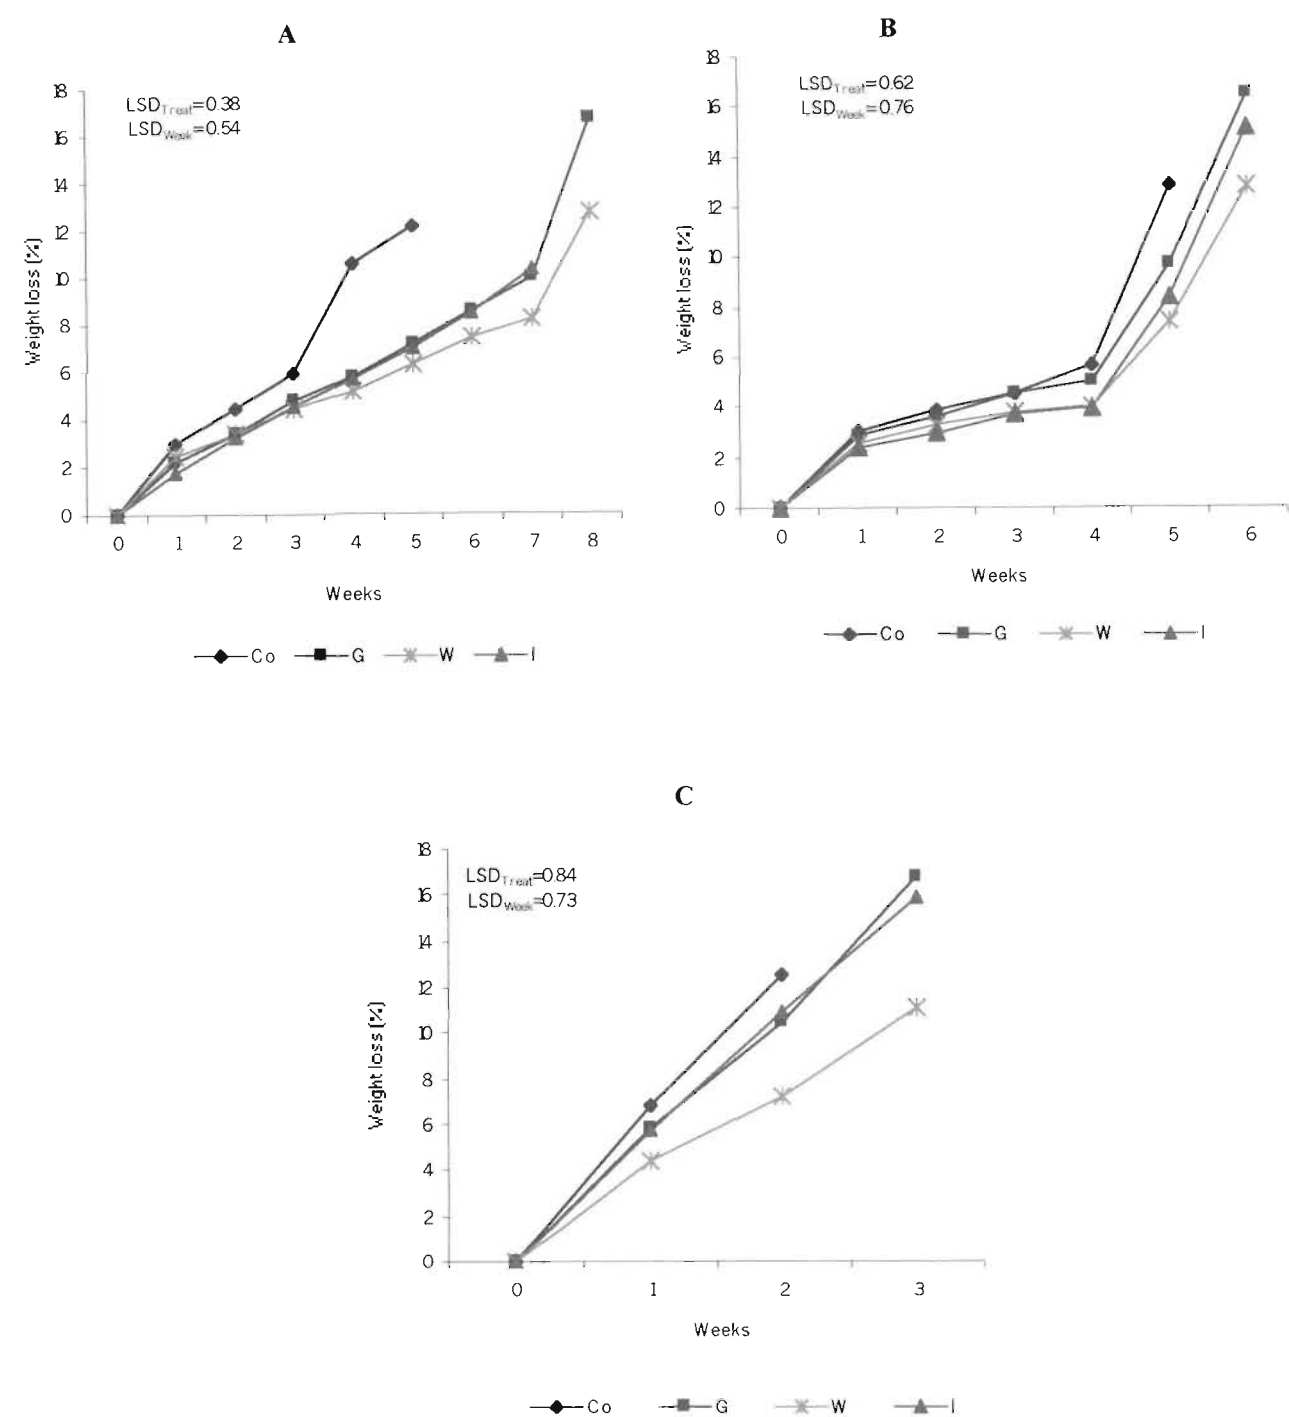 A
LSDTreat=0.38
LSDWeek=0.54
18
16
14
12
10
8
6
4
2
0
Weight loss (%)
0 1 2 3 4 5 6 7 8
Weeks
Co G W I
B
LSDTreat=0.62
LSDWeek=0.76
18
16
14
12
10
8
6
4
2
0
Weight loss (%)
0 1 2 3 4 5 6
Weeks
Co G W I
C
LSDTreat=0.84
LSDWeek=0.73
18
16
14
12
10
8
6
4
2
0
Weight loss (%)
0 1 2 3
Weeks
Co G W I